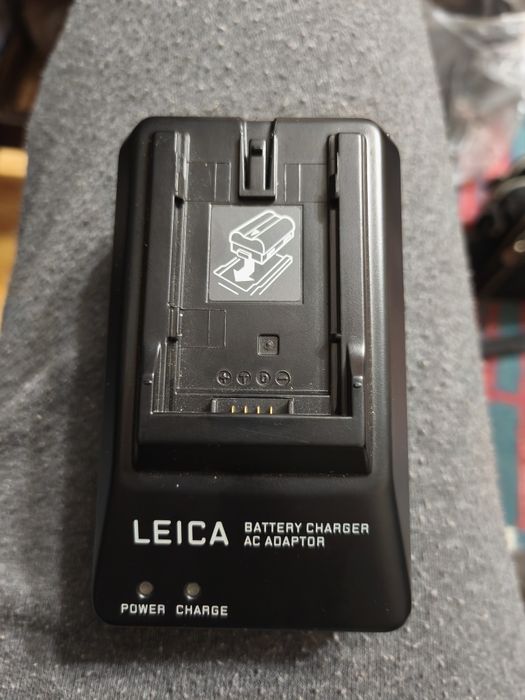 + T D -
LEICA BATTERY CHARGER
AC ADAPTOR
POWER CHARGE